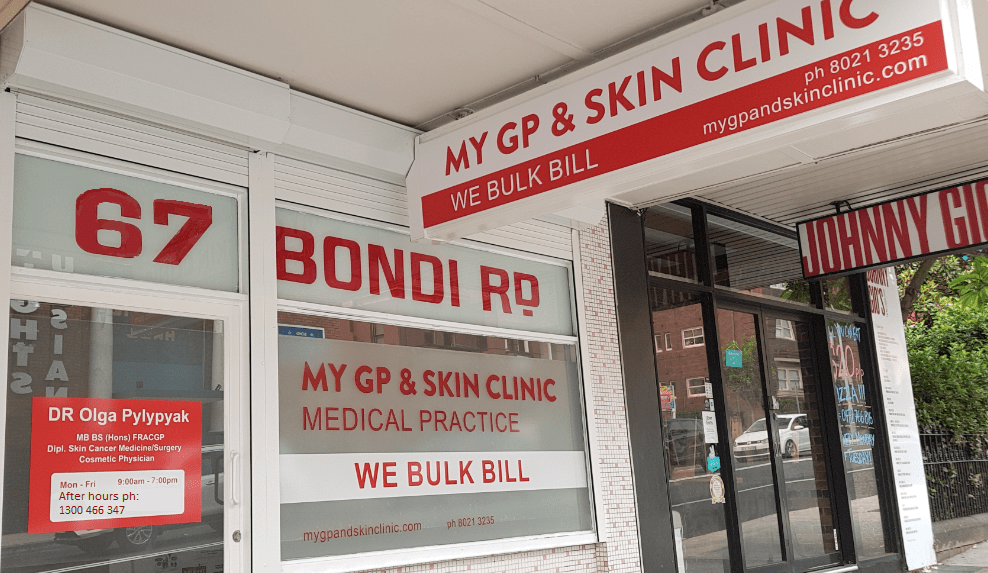 MY GP & SKIN CLINIC
ph 8021 3235
mygpandskinclinic.com
WE BULK BILL
67
BONDI RD
JOHNNY GIO
MY GP & SKIN CLINIC
MEDICAL PRACTICE
WE BULK BILL
mygpandskinclinic.com ph 8021 3235
DR Olga Pylypyak
MB BS (Hons) FRACGP
Dipl. Skin Cancer Medicine/Surgery
Cosmetic Physician
Mon - Fri 9:00am - 7:00pm
After hours ph:
1300 466 347